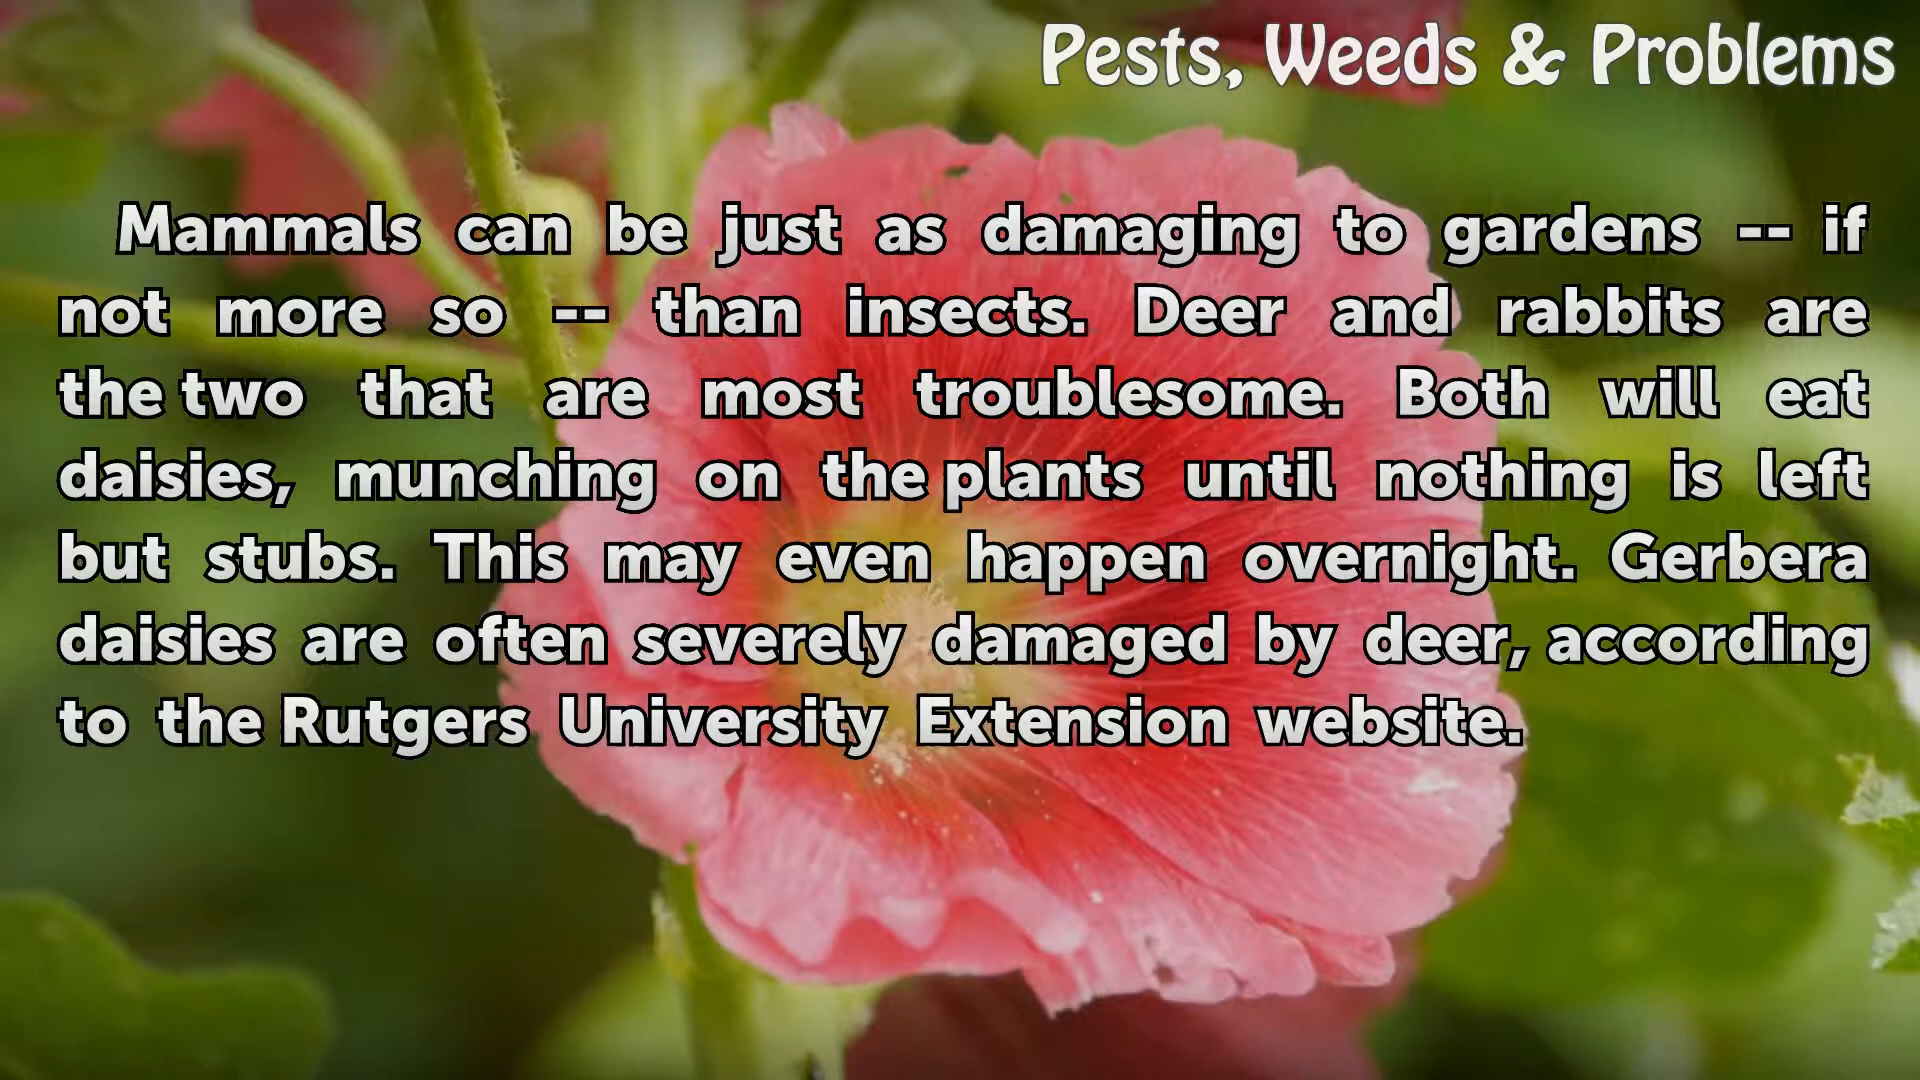 Pests, Weeds & Problems
Mammals can be just as damaging to gardens -- if
not more so -- than insects. Deer and rabbits are
the two that are most troublesome. Both will eat
daisies, munching on the plants until nothing is left
but stubs. This may even happen overnight. Gerbera
daisies are often severely damaged by deer, according
to the Rutgers University Extension website.